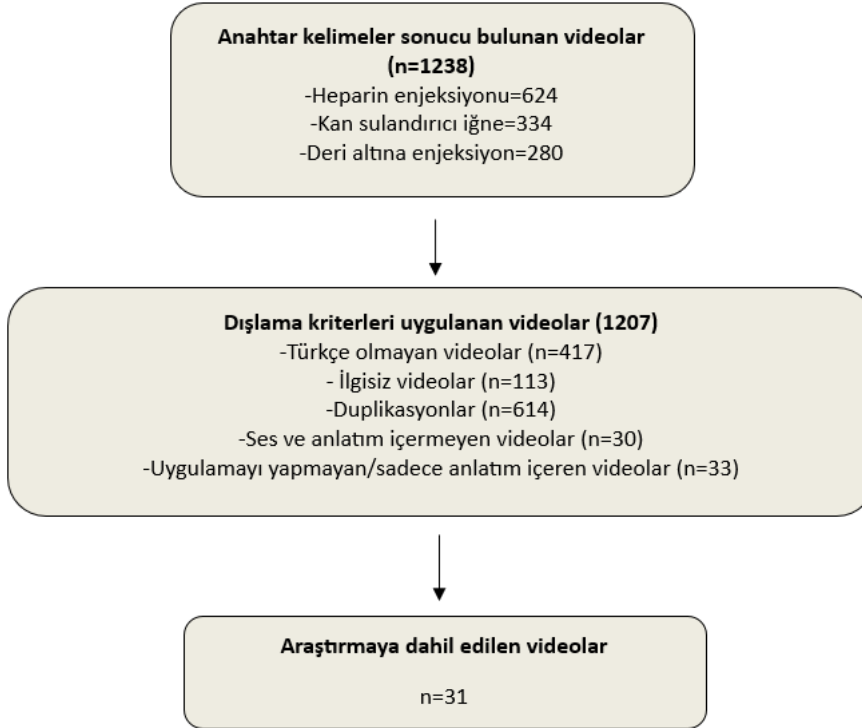 Anahtar kelimeler sonucu bulunan videolar
(n=1238)
-Heparin enjeksiyonu=624
-Kan sulandırıcı iğne=334
-Deri altına enjeksiyon=280
Dışlama kriterleri uygulanan videolar (1207)
-Türkçe olmayan videolar (n=417)
- İlgisiz videolar (n=113)
-Duplikasyonlar (n=614)
-Ses ve anlatım içermeyen videolar (n=30)
-Uygulamayı yapmayan/sadece anlatım içeren videolar (n=33)
Araştırmaya dahil edilen videolar
n=31